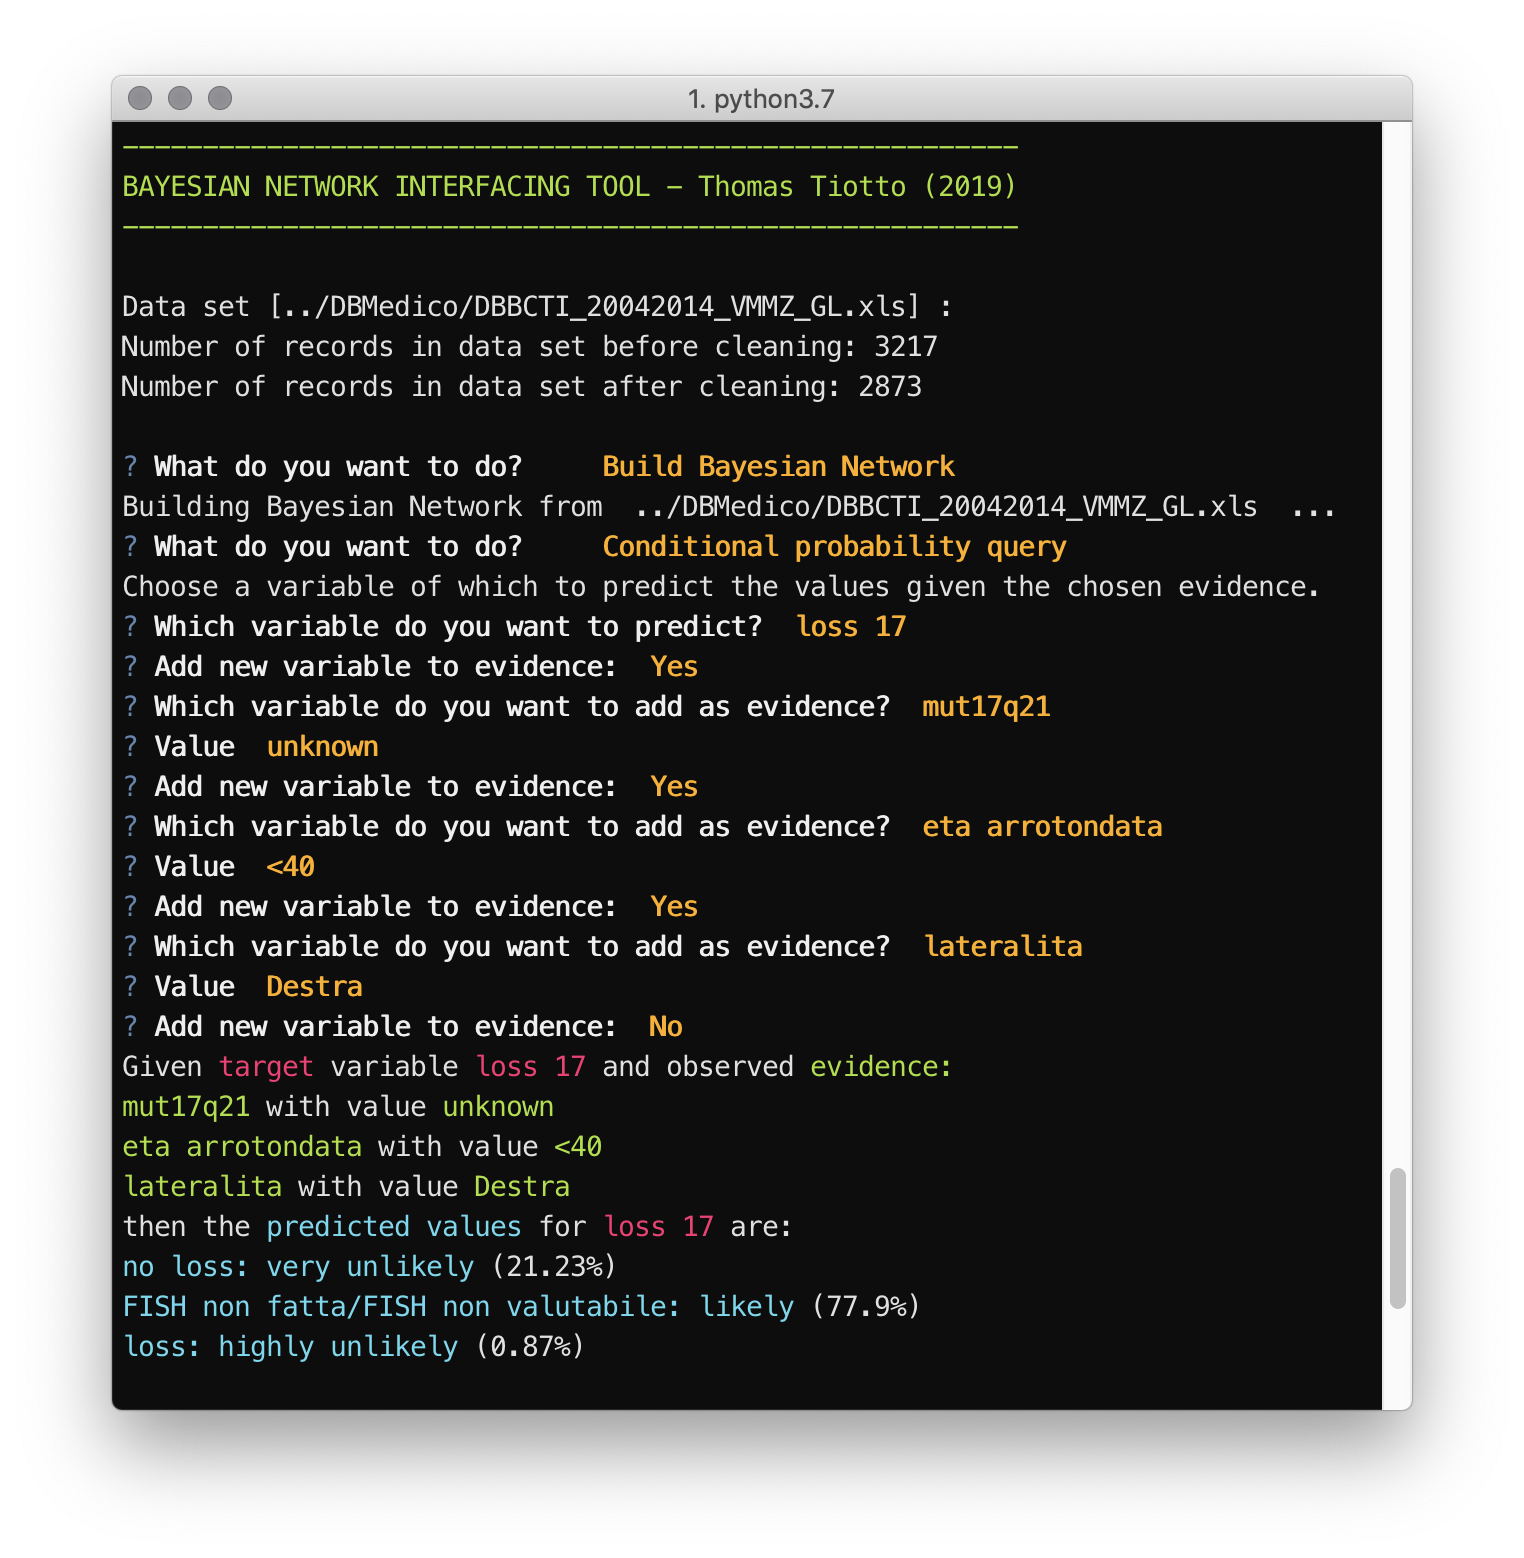 1. python3.7
--------------------------------------------------------
BAYESIAN NETWORK INTERFACING TOOL - Thomas Tiotto (2019)
--------------------------------------------------------
Data set [../DBMedico/DBBCTI_20042014_VMMZ_GL.xls] :
Number of records in data set before cleaning: 3217
Number of records in data set after cleaning: 2873
? What do you want to do?     Build Bayesian Network
Building Bayesian Network from  ../DBMedico/DBBCTI_20042014_VMMZ_GL.xls  ...
? What do you want to do?     Conditional probability query
Choose a variable of which to predict the values given the chosen evidence.
? Which variable do you want to predict?  loss 17
? Add new variable to evidence:  Yes
? Which variable do you want to add as evidence?  mut17q21
? Value  unknown
? Add new variable to evidence:  Yes
? Which variable do you want to add as evidence?  eta arrotondata
? Value  <40
? Add new variable to evidence:  Yes
? Which variable do you want to add as evidence?  lateralita
? Value  Destra
? Add new variable to evidence:  No
Given target variable loss 17 and observed evidence:
mut17q21 with value unknown
eta arrotondata with value <40
lateralita with value Destra
then the predicted values for loss 17 are:
no loss: very unlikely (21.23%)
FISH non fatta/FISH non valutabile: likely (77.9%)
loss: highly unlikely (0.87%)